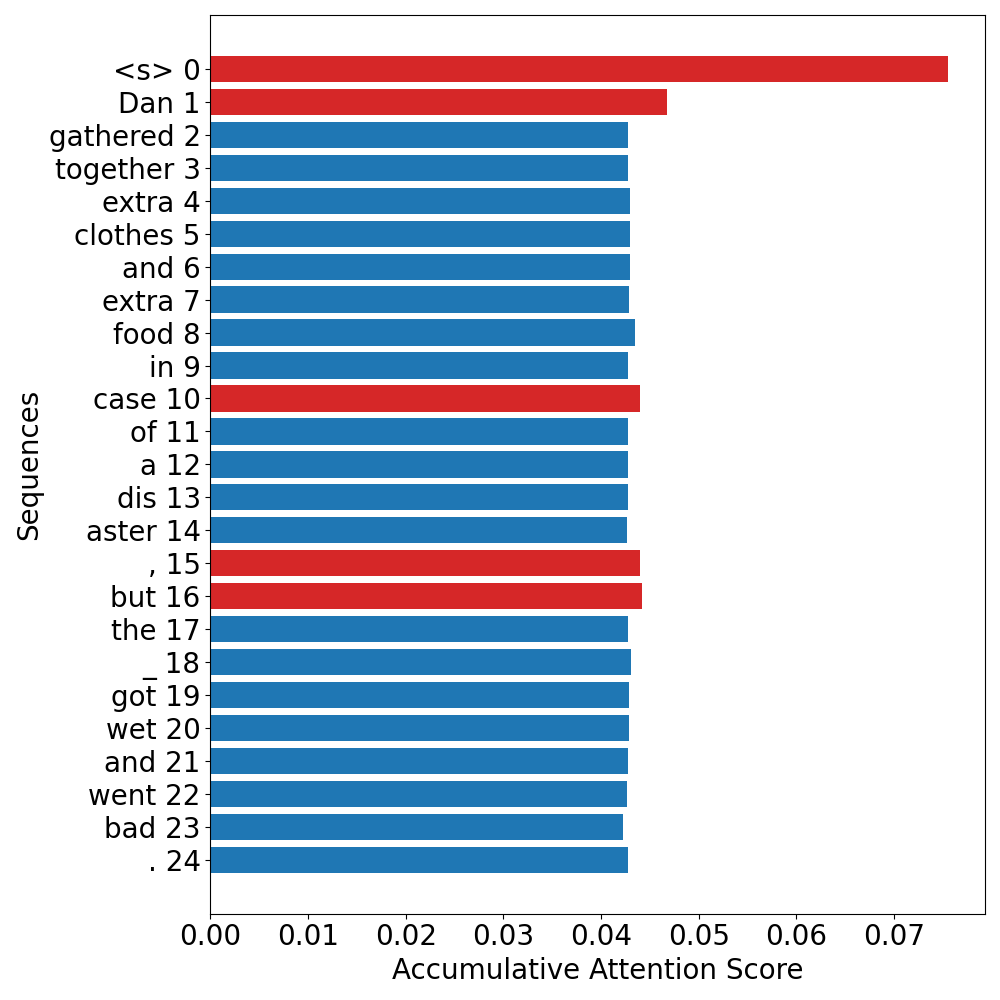 <s> 0
Dan 1
gathered 2
together 3
extra 4
clothes 5
and 6
extra 7
food 8
in 9
case 10
of 11
a 12
dis 13
aster 14
, 15
but 16
the 17
_ 18
got 19
wet 20
and 21
went 22
bad 23
. 24
Sequences
0.00 0.01 0.02 0.03 0.04 0.05 0.06 0.07
Accumulative Attention Score